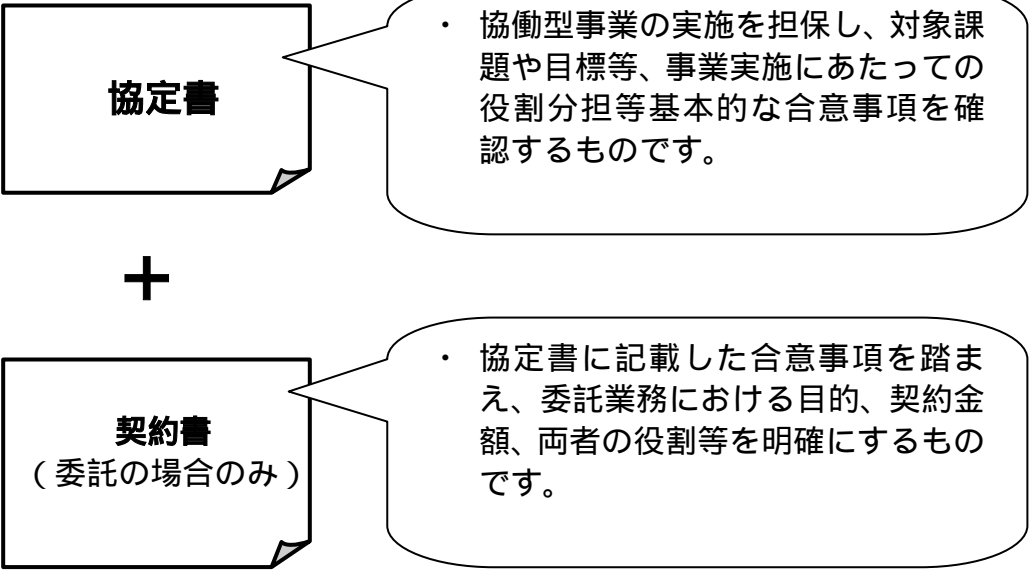 協定書
・ 協働型事業の実施を担保し、対象課
題や目標等、事業実施にあたっての
役割分担等基本的な合意事項を確
認するものです。
＋
契約書
（委託の場合のみ）
・ 協定書に記載した合意事項を踏ま
え、委託業務における目的、契約金
額、両者の役割等を明確にするもの
です。